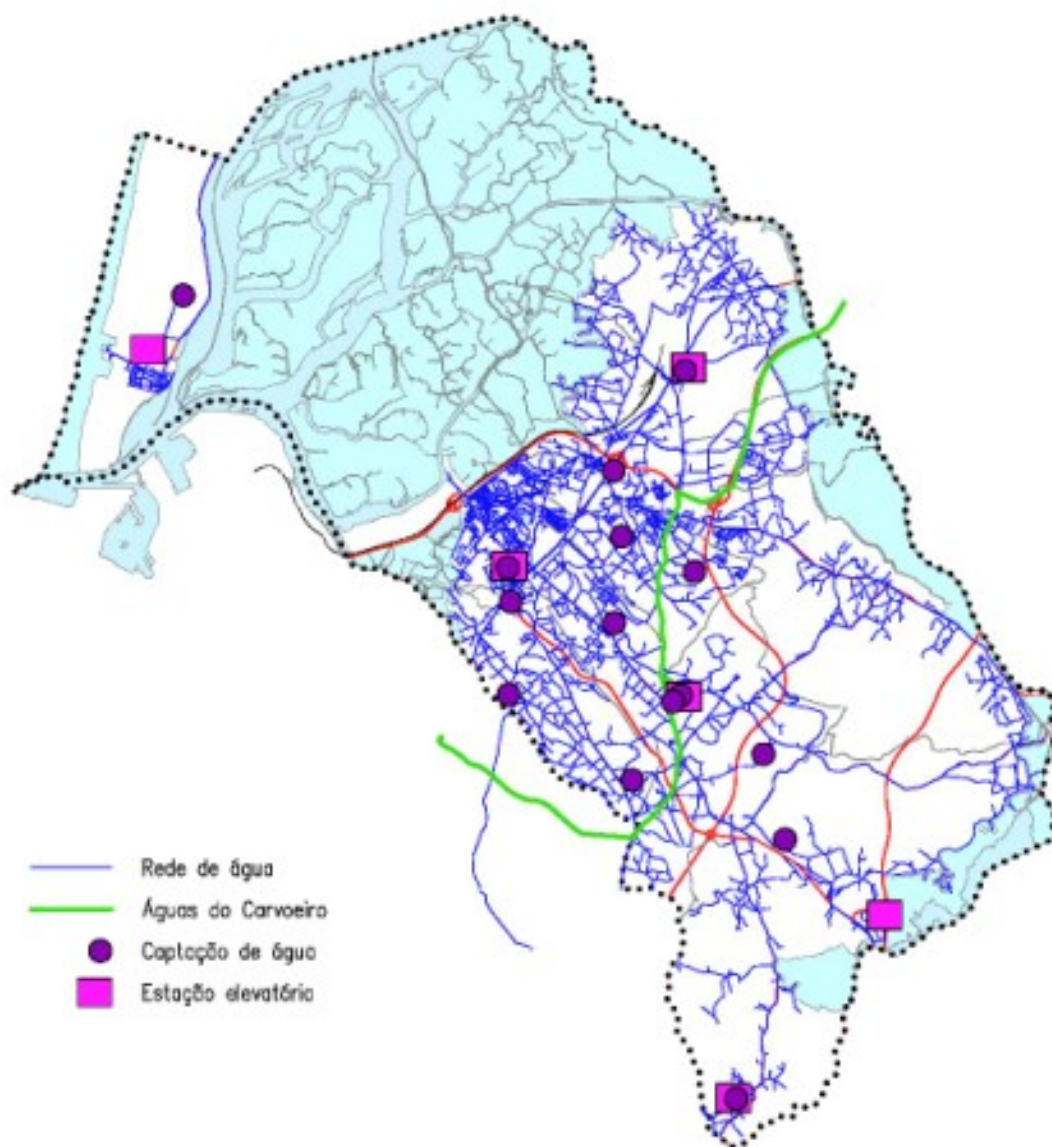 Rede de água
Águas do Carvoeiro
Captação de água
Estação elevatória